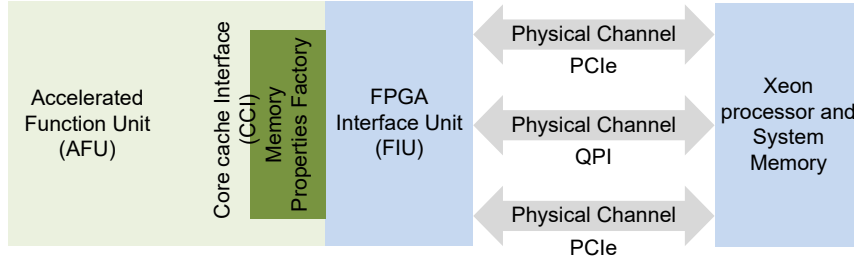 Accelerated
Function Unit
(AFU)
Core cache Interface
(CCI)
Memory
Properties Factory
FPGA
Interface Unit
(FIU)
Physical Channel
PCIe
Physical Channel
QPI
Physical Channel
PCIe
Xeon
processor and
System
Memory